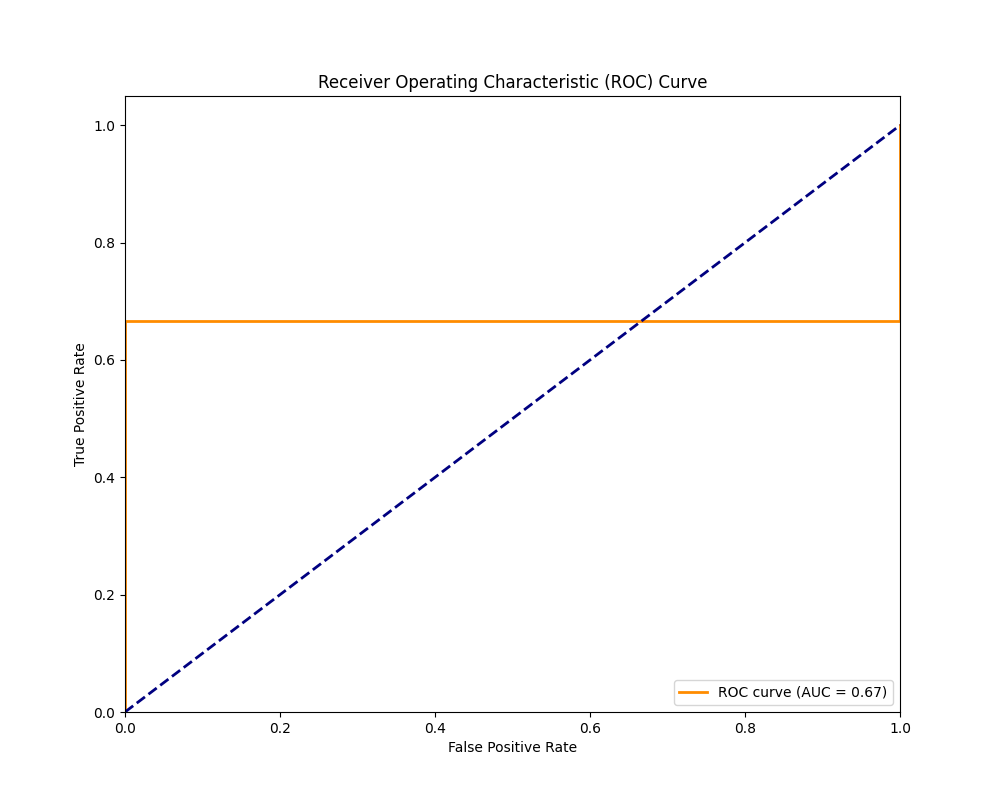 Receiver Operating Characteristic (ROC) Curve
1.0
0.8
0.6
0.4
0.2
0.0
True Positive Rate
ROC curve (AUC = 0.67)
0.0 0.2 0.4 0.6 0.8 1.0
False Positive Rate